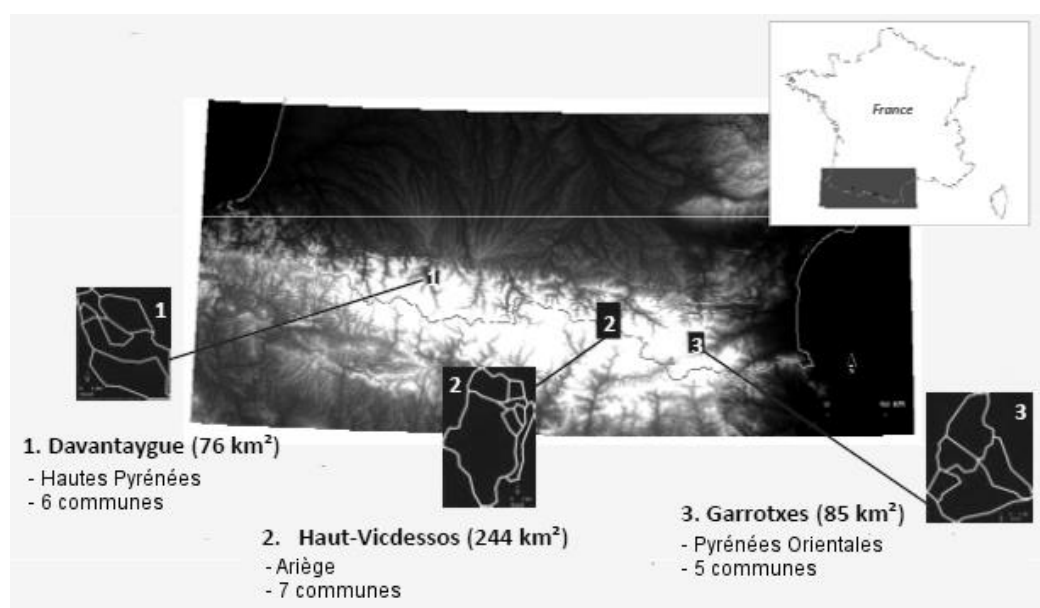 France
1
2
3
1
2
3
1. Davantaygue (76 km²)
- Hautes Pyrénées
- 6 communes
2. Haut-Vicdessos (244 km²)
- Ariège
- 7 communes
3. Garrotxes (85 km²)
- Pyrénées Orientales
- 5 communes